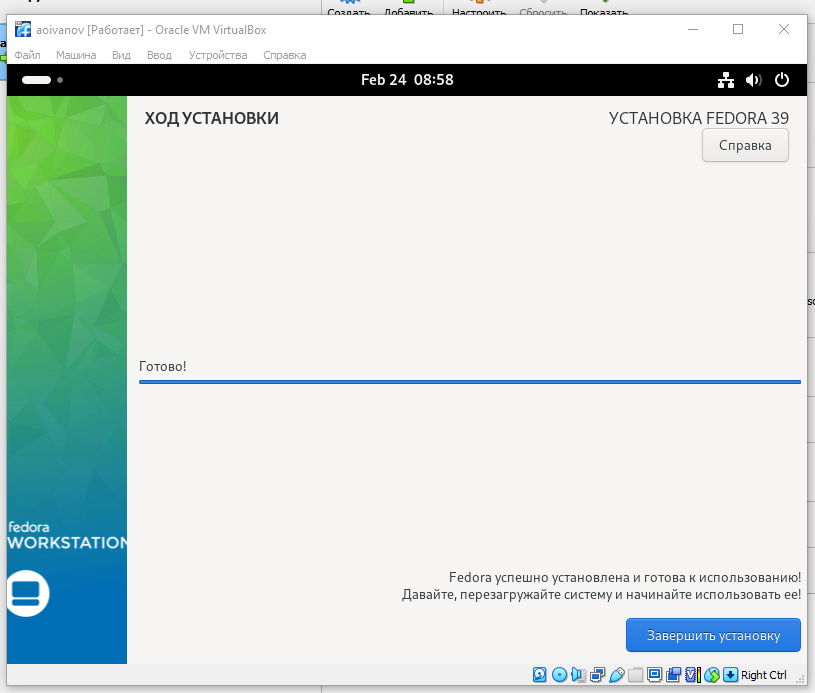 Создать Добавить Настроить Сбросить Показать
aoivanov [Работает] - Oracle VM VirtualBox
Файл Машина Вид Ввод Устройства Справка
Feb 24 08:58
ХОД УСТАНОВКИ
УСТАНОВКА FEDORA 39
Справка
Готово!
fedora
WORKSTATION
Fedora успешно установлена и готова к использованию!
Давайте, перезагружайте систему и начинайте использовать ее!
Завершить установку
Right Ctrl